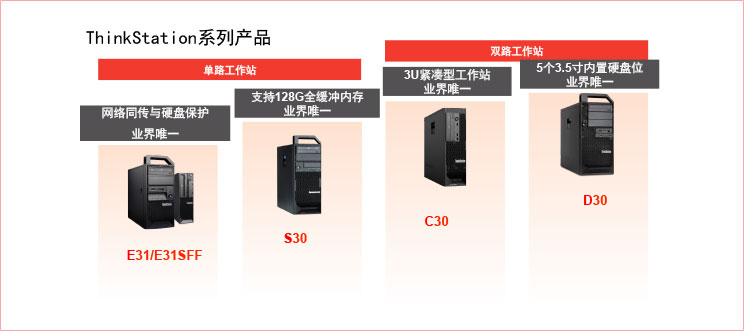 ThinkStation系列产品
单路工作站
双路工作站
网络同传与硬盘保护
业界唯一
支持128G全缓冲内存
业界唯一
3U紧凑型工作站
业界唯一
5个3.5寸内置硬盘位
业界唯一
E31/E31SFF
S30
C30
D30